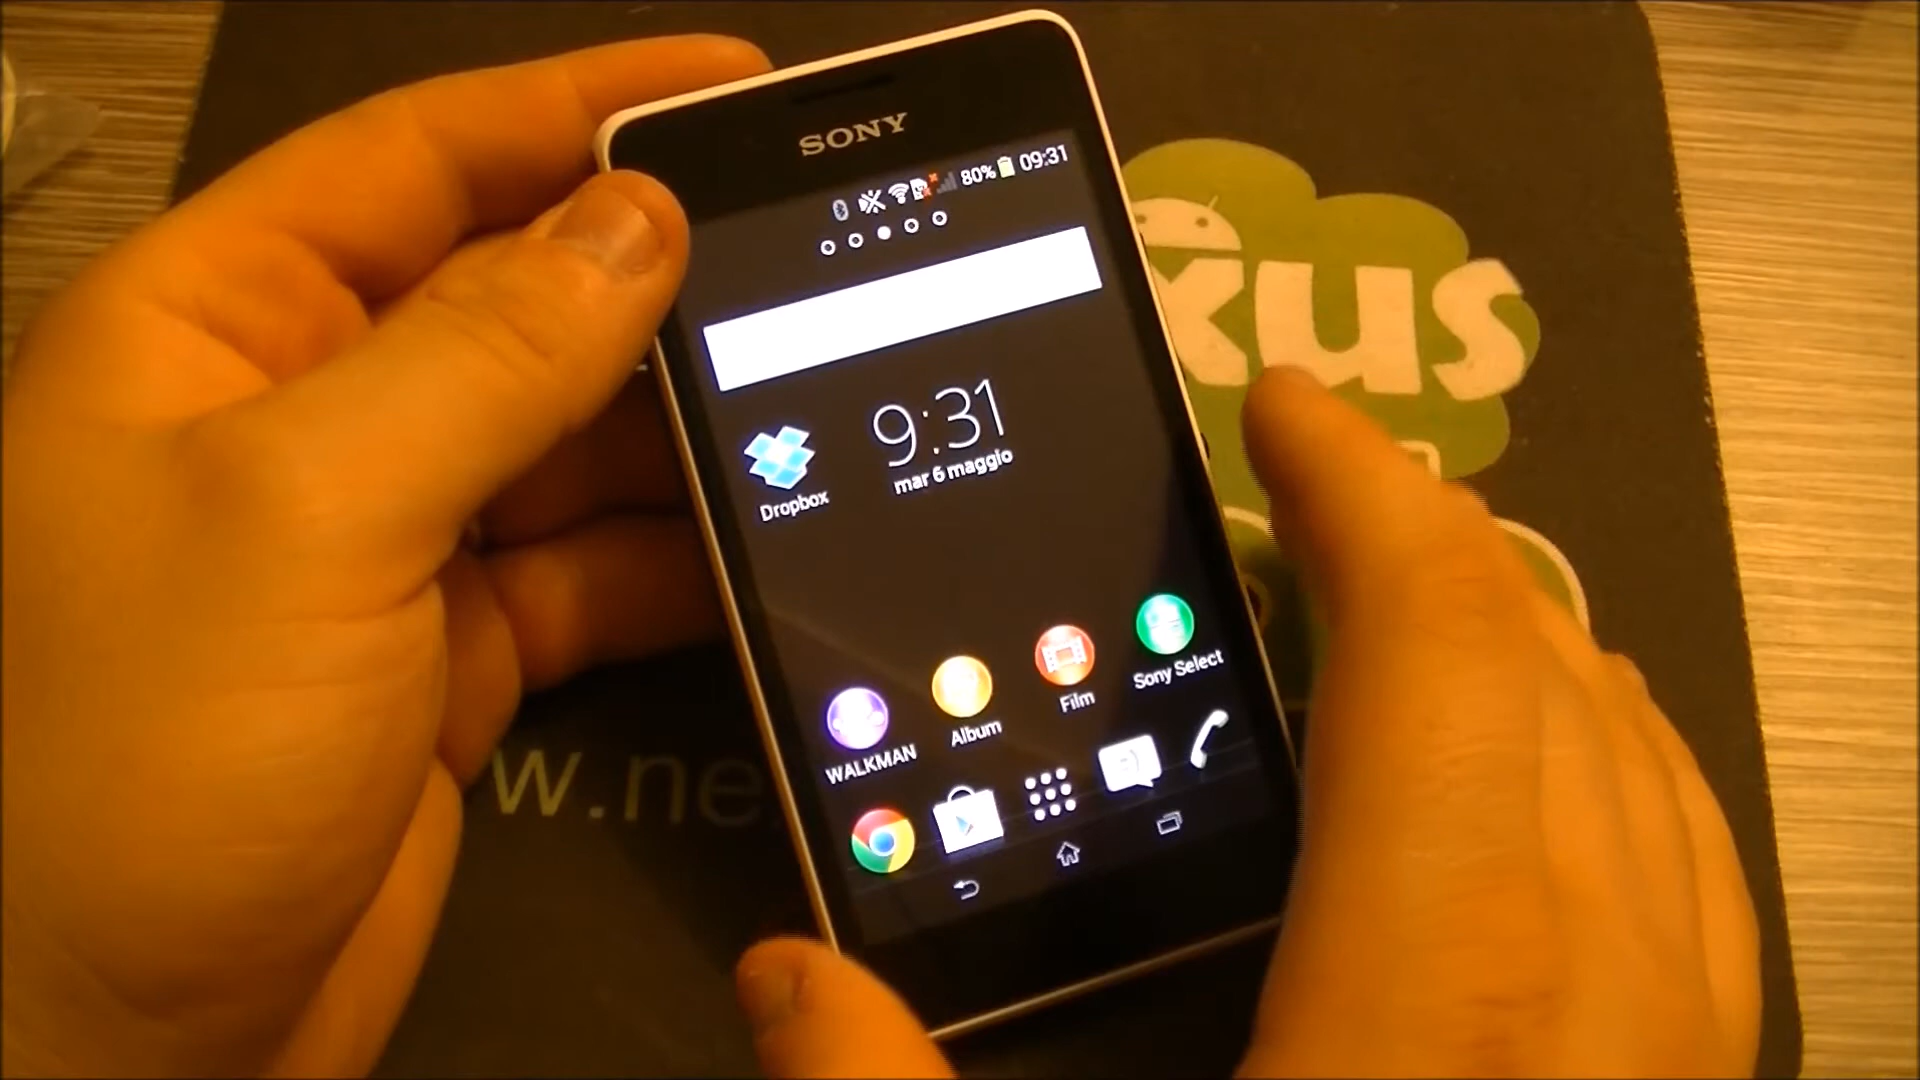 SONY
80% 09:31
9:31
mar 6 maggio
Dropbox
WALKMAN
Album
Film
Sony Select
xus
w.ne